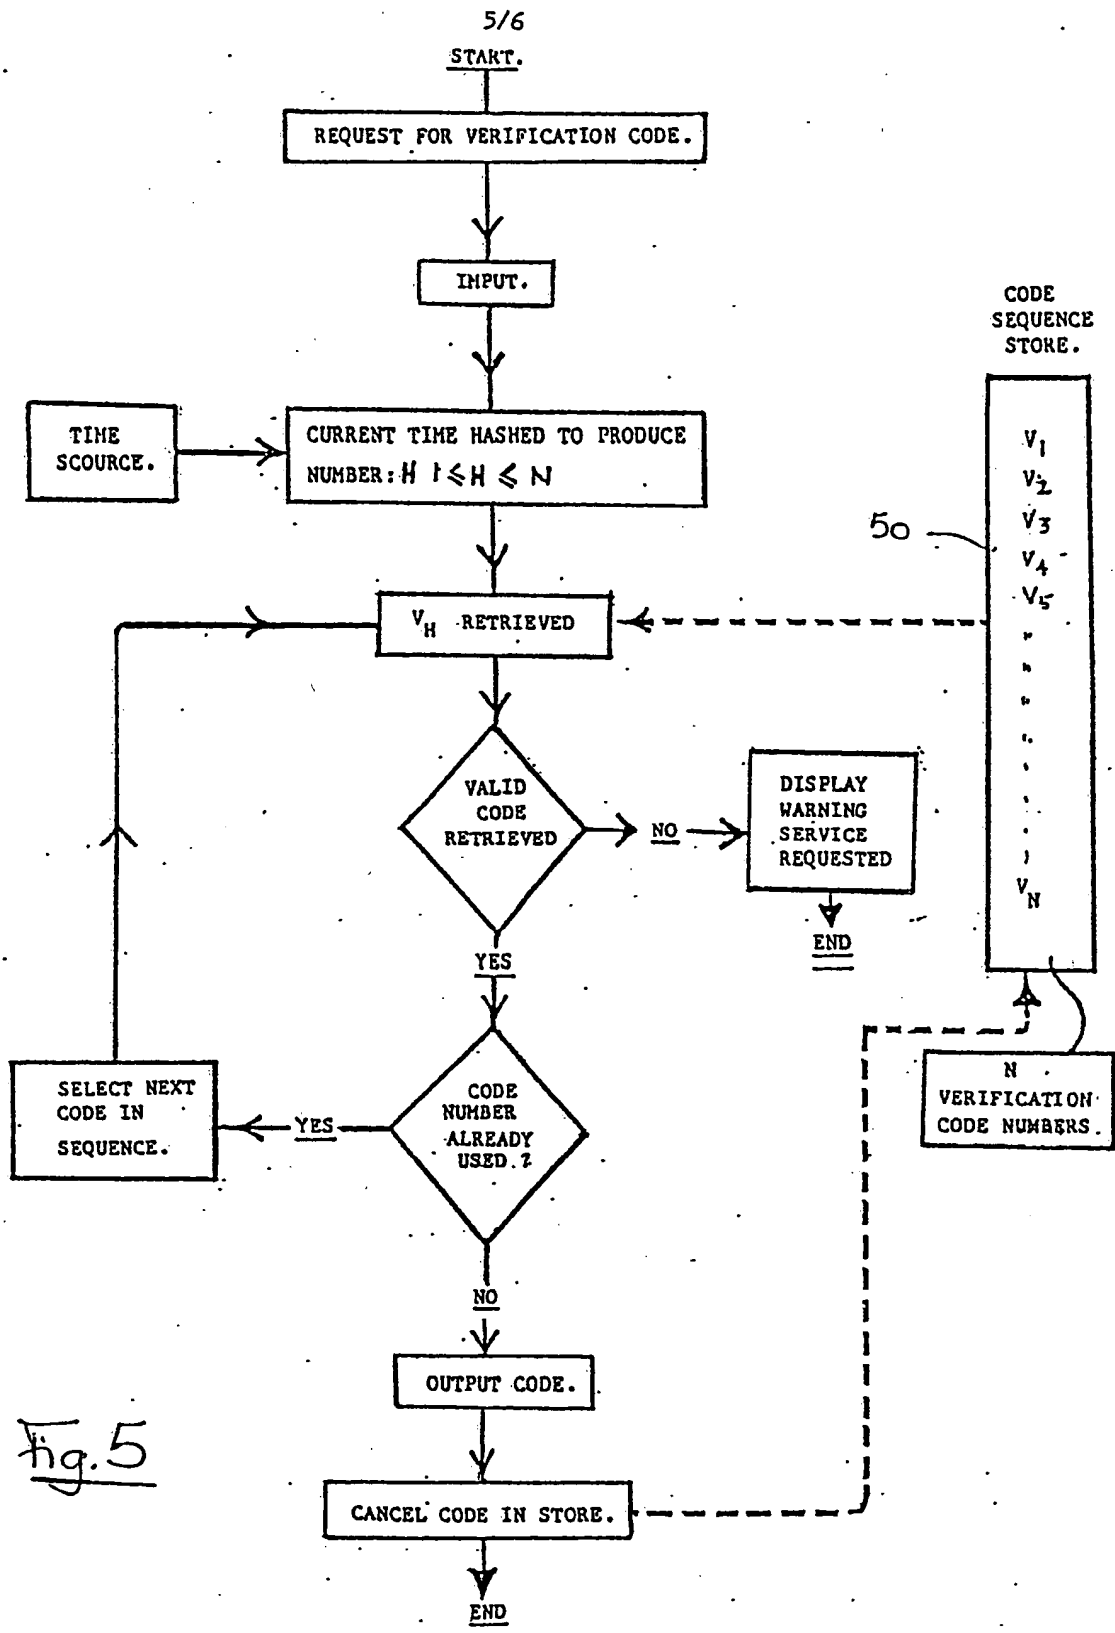 5/6
START.
REQUEST FOR VERIFICATION CODE.
IMPUT.
TIME
SCOURCE.
CURRENT TIME HASHED TO PRODUCE
NUMBER: H 1 ≤ H ≤ N
V_H RETRIEVED
VALID
CODE
RETRIEVED
NO
DISPLAY
WARNING
SERVICE
REQUESTED
END
YES
CODE
NUMBER
ALREADY
USED.?
YES
SELECT NEXT
CODE IN
SEQUENCE.
NO
OUTPUT CODE.
CANCEL CODE IN STORE.
END
CODE
SEQUENCE
STORE.
V1
V2
V3
V4
V5
V_N
50
N
VERIFICATION
CODE NUMBERS.
Fig. 5